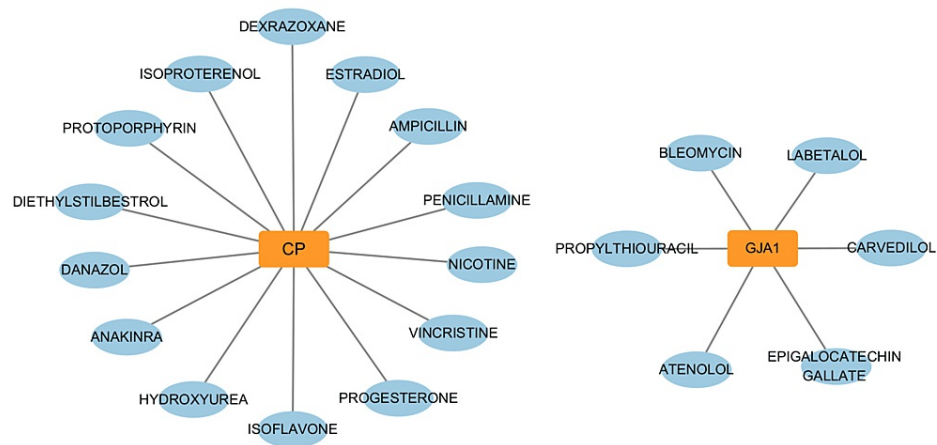 DEXRAZOXANE
ISOPROTERENOL
ESTRADIOL
PROTOPORPHYRIN
AMPICILLIN
DIETHYLSTILBESTROL
PENICILLAMINE
CP
DANAZOL
NICOTINE
ANAKINRA
VINCRISTINE
HYDROXYUREA
PROGESTERONE
ISOFLAVONE
BLEOMYCIN
LABETALOL
PROPYLTHIOURACIL
GJA1
CARVEDILOL
ATENOLOL
EPIGALOCATECHIN
GALLATE